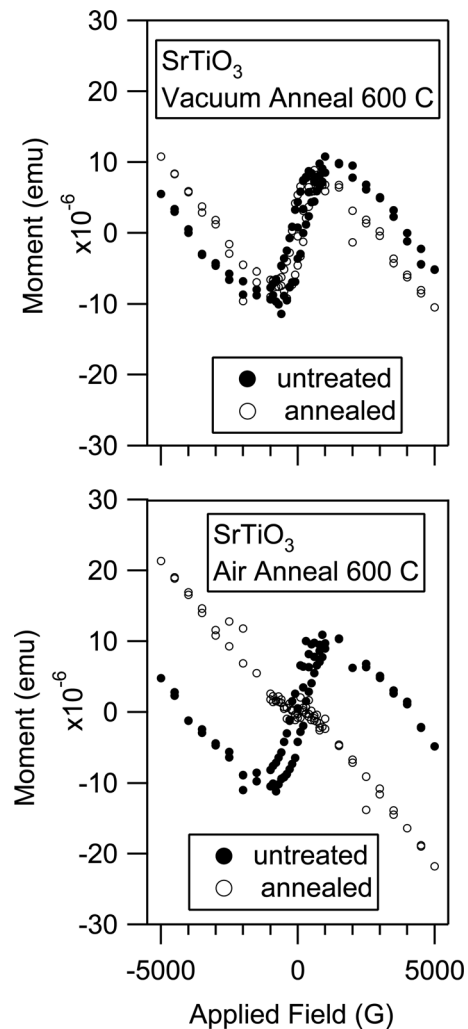 30
SrTiO3
Vacuum Anneal 600 C
20
10
0
-10
-20
-30
Moment (emu)
x10-6
untreated
annealed
30
SrTiO3
Air Anneal 600 C
20
10
0
-10
-20
-30
Moment (emu)
x10-6
untreated
annealed
-5000 0 5000
Applied Field (G)